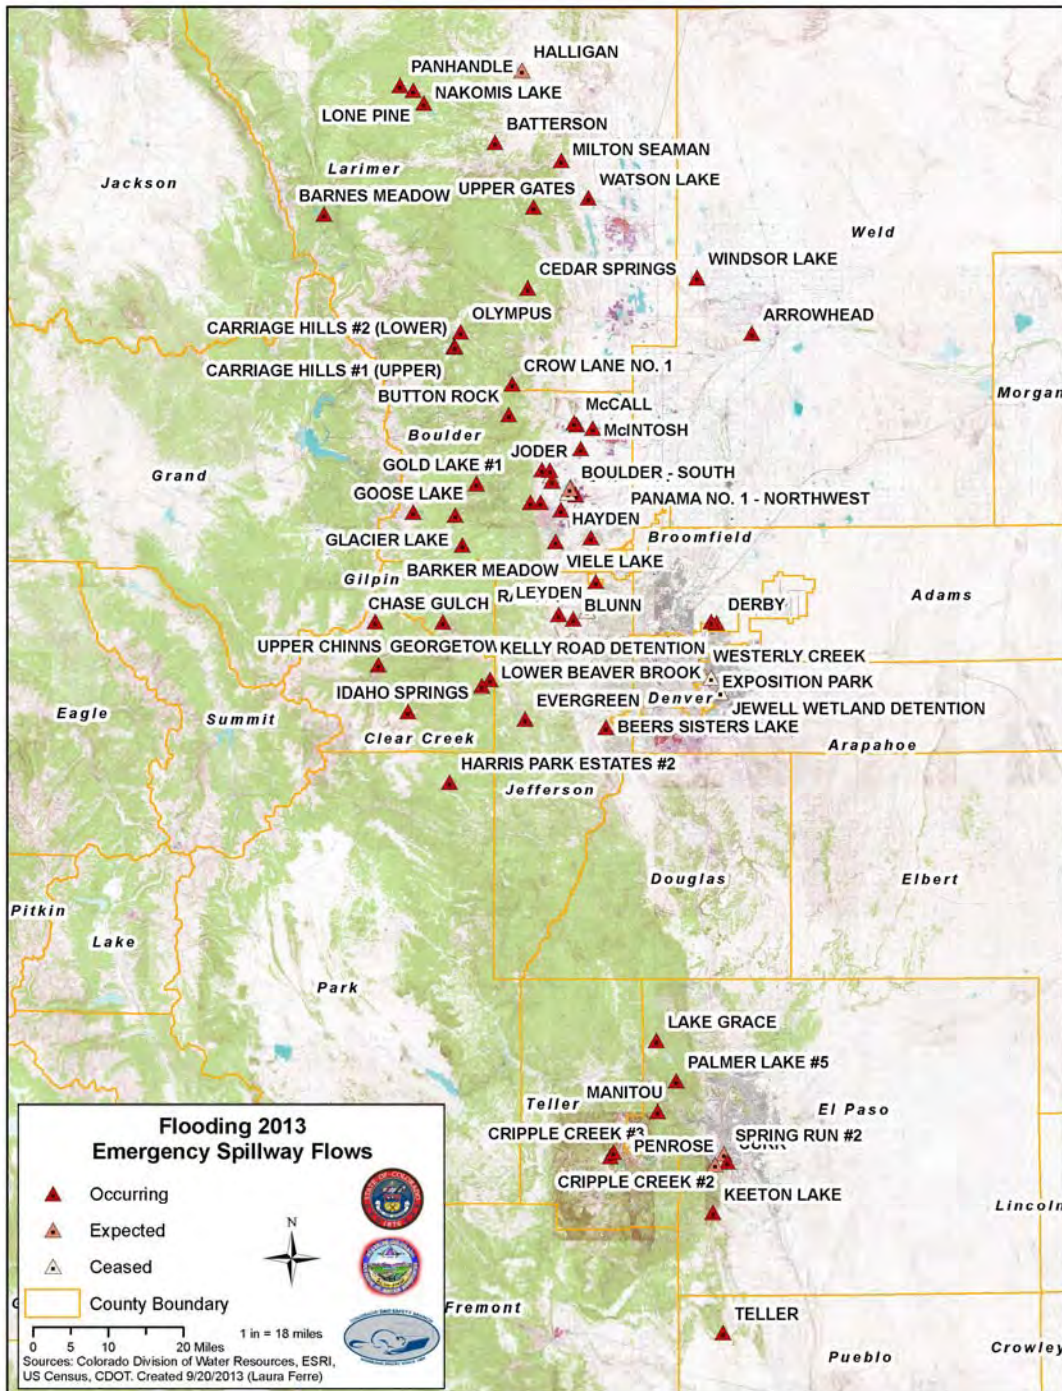 HALLIGAN
PANHANDLE
NAKOMIS LAKE
LONE PINE
BATTERSON
MILTON SEAMAN
Larimer
Jackson
UPPER GATES
WATSON LAKE
BARNES MEADOW
Weld
CEDAR SPRINGS
WINDSOR LAKE
OLYMPUS
ARROWHEAD
CARRIAGE HILLS #2 (LOWER)
CARRIAGE HILLS #1 (UPPER)
CROW LANE NO. 1
BUTTON ROCK
Morgan
McCALL
Boulder
McINTOSH
JODER
GOLD LAKE #1
BOULDER - SOUTH
Grand
GOOSE LAKE
PANAMA NO. 1 - NORTHWEST
HAYDEN
GLACIER LAKE
Broomfield
VIELE LAKE
BARKER MEADOW
Gilpin
LEYDEN
Adams
CHASE GULCH
BLUNN
DERBY
UPPER CHINNS
GEORGETOW
KELLY ROAD DETENTION
WESTERLY CREEK
LOWER BEAVER BROOK
EXPOSITION PARK
IDAHO SPRINGS
EVERGREEN
Denver
JEWELL WETLAND DETENTION
Eagle
Summit
BEERS SISTERS LAKE
Clear Creek
Arapahoe
HARRIS PARK ESTATES #2
Jefferson
Douglas
Elbert
Pitkin
Lake
Park
LAKE GRACE
PALMER LAKE #5
MANITOU
Teller
El Paso
CRIPPLE CREEK #3
PENROSE
SPRING RUN #2
CRIPPLE CREEK #2
KEETON LAKE
Lincoln
Fremont
TELLER
Pueblo
Crowley
Flooding 2013
Emergency Spillway Flows
Occurring
Expected
Ceased
County Boundary
N
0 5 10 20
Miles
1 in = 18 miles
Sources: Colorado Division of Water Resources, ESRI,
US Census, CDOT. Created 9/20/2013 (Laura Ferre)